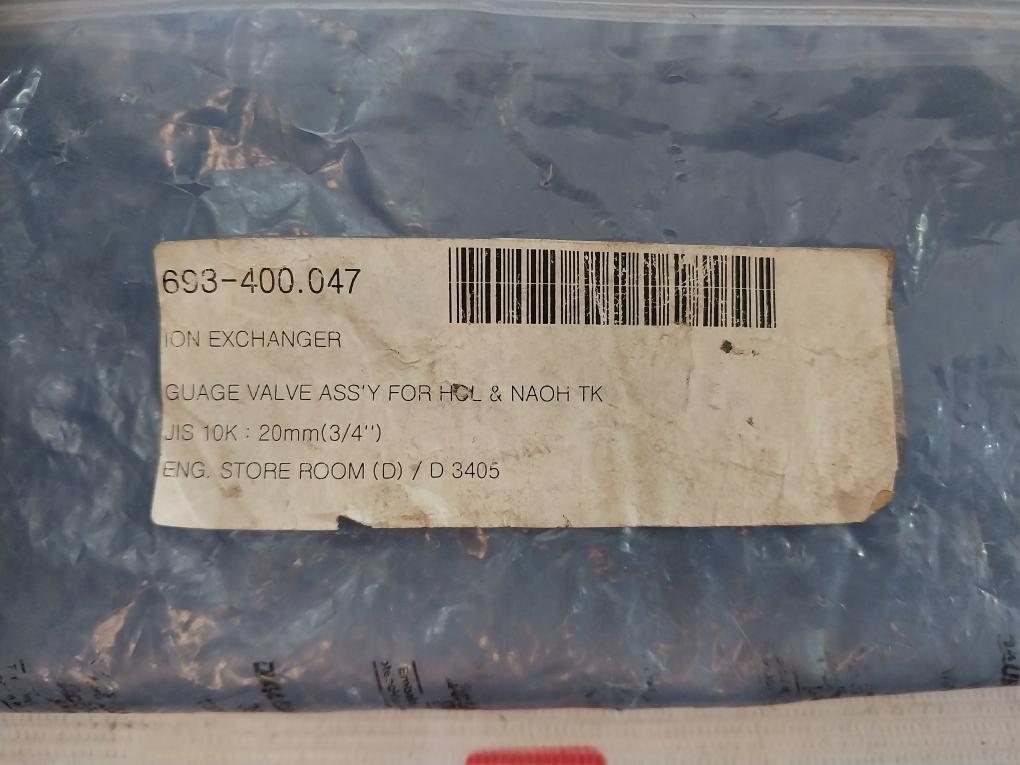 693-400.047
ION EXCHANGER
GUAGE VALVE ASS'Y FOR HCL & NAOH TK
JIS 10K : 20mm(3/4'')
ENG. STORE ROOM (D) / D 3405